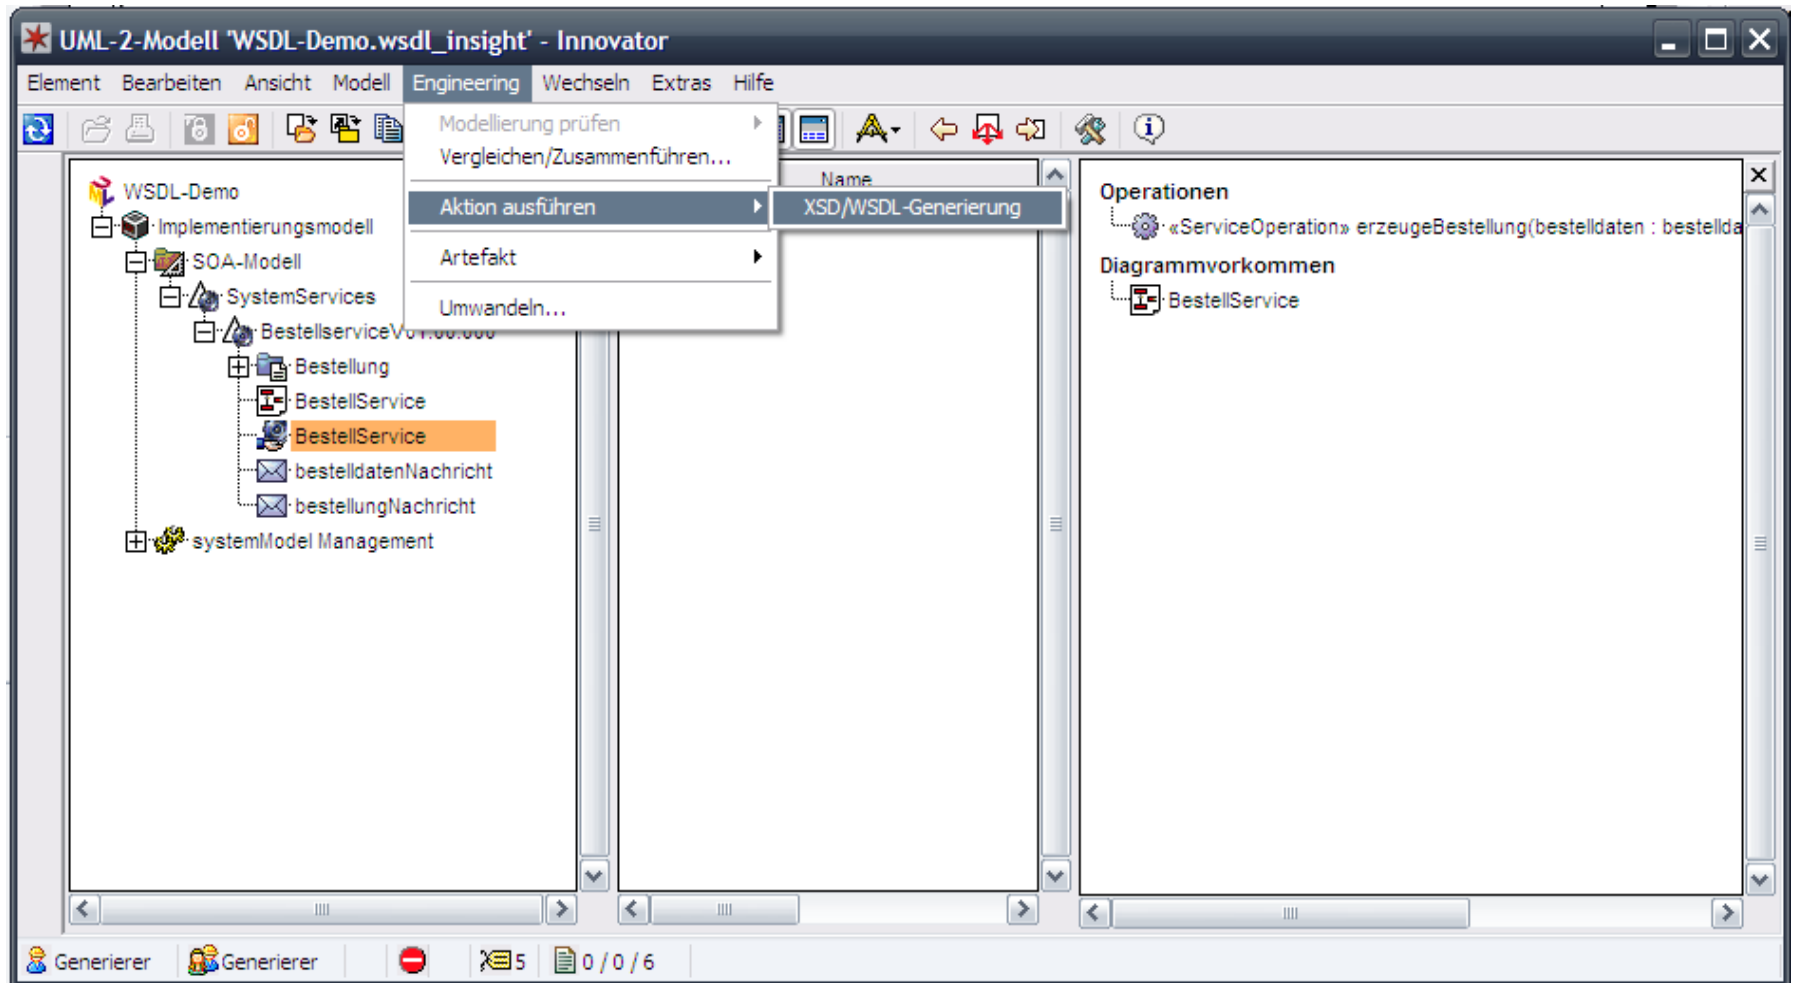 UML-2-Modell 'WSDL-Demo.wsdl_insight' - Innovator
Element Bearbeiten Ansicht Modell Engineering Wechseln Extras Hilfe
Modellierung prüfen
Vergleichen/Zusammenführen...
Aktion ausführen
XSD/WSDL-Generierung
Artefakt
Umwandeln...
WSDL-Demo
Implementierungsmodell
SOA-Modell
SystemServices
Bestellung
BestellService
BestellService
bestelldatenNachricht
bestellungNachricht
systemModel Management
Name
Operationen
«ServiceOperation» erzeugeBestellung(bestelldaten : bestellda
Diagrammvorkommen
BestellService
Generierer Generierer 5 0 / 0 / 6